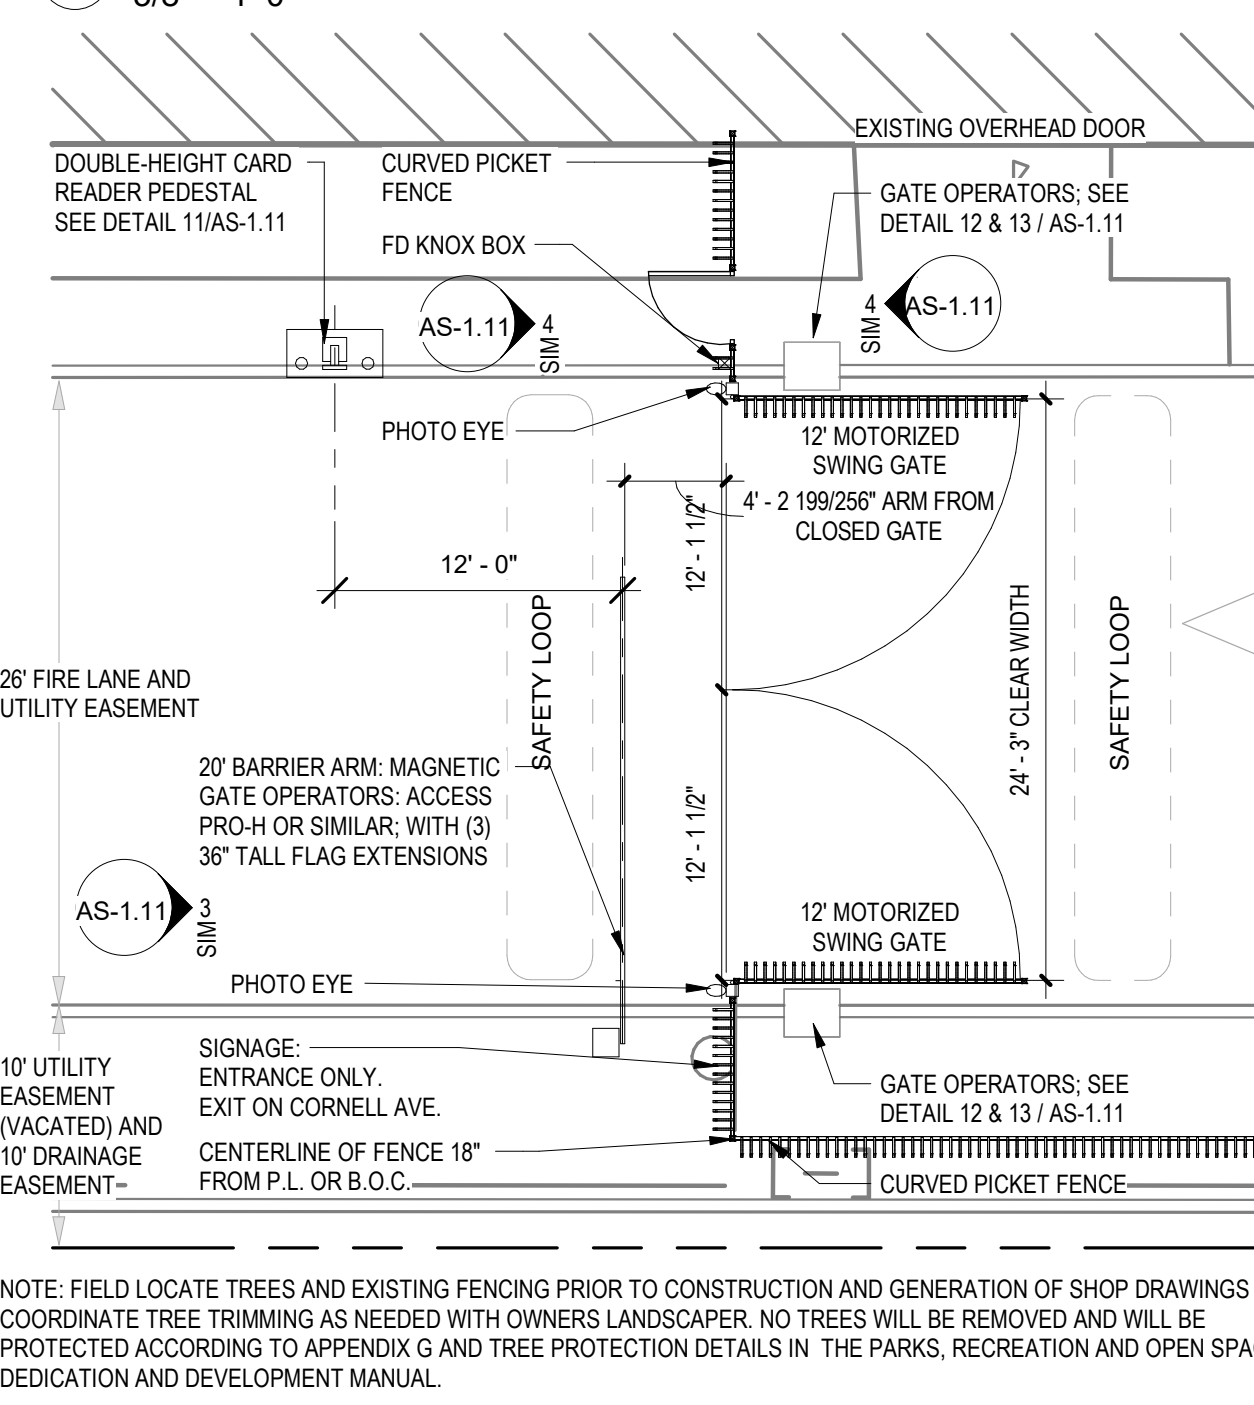 EXISTING OVERHEAD DOOR
DOUBLE-HEIGHT CARD
READER PEDESTAL
SEE DETAIL 11/AS-1.11
CURVED PICKET
FENCE
GATE OPERATORS; SEE
DETAIL 12 & 13 / AS-1.11
FD KNOX BOX
AS-1.11
4
SIM
4
SIM
AS-1.11
PHOTO EYE
12' MOTORIZED
SWING GATE
4' - 2 199/256" ARM FROM
CLOSED GATE
12' - 1 1/2"
12' - 0"
SAFETY LOOP
24' - 3" CLEAR WIDTH
SAFETY LOOP
26' FIRE LANE AND
UTILITY EASEMENT
20' BARRIER ARM: MAGNETIC
GATE OPERATORS: ACCESS
PRO-H OR SIMILAR; WITH (3)
36" TALL FLAG EXTENSIONS
12' - 1 1/2"
AS-1.11
3
SIM
12' MOTORIZED
SWING GATE
PHOTO EYE
SIGNAGE:
ENTRANCE ONLY.
EXIT ON CORNELL AVE.
10' UTILITY
EASEMENT
(VACATED) AND
10' DRAINAGE
EASEMENT
GATE OPERATORS; SEE
DETAIL 12 & 13 / AS-1.11
CENTERLINE OF FENCE 18"
FROM P.L. OR B.O.C.
CURVED PICKET FENCE
NOTE: FIELD LOCATE TREES AND EXISTING FENCING PRIOR TO CONSTRUCTION AND GENERATION OF SHOP DRAWINGS
COORDINATE TREE TRIMMING AS NEEDED WITH OWNERS LANDSCAPER. NO TREES WILL BE REMOVED AND WILL BE
PROTECTED ACCORDING TO APPENDIX G AND TREE PROTECTION DETAILS IN THE PARKS, RECREATION AND OPEN
DEDICATION AND DEVELOPMENT MANUAL.